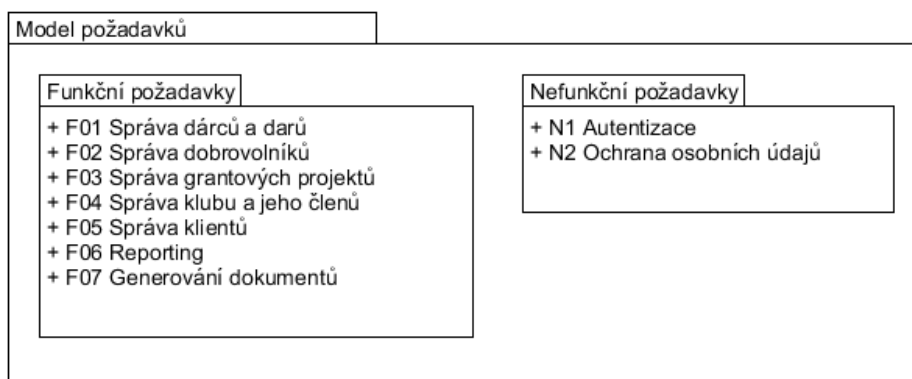 Model požadavků
Funkční požadavky
+ F01 Správa dárců a darů
+ F02 Správa dobrovolníků
+ F03 Správa grantových projektů
+ F04 Správa klubu a jeho členů
+ F05 Správa klientů
+ F06 Reporting
+ F07 Generování dokumentů
Nefunkční požadavky
+ N1 Autentizace
+ N2 Ochrana osobních údajů